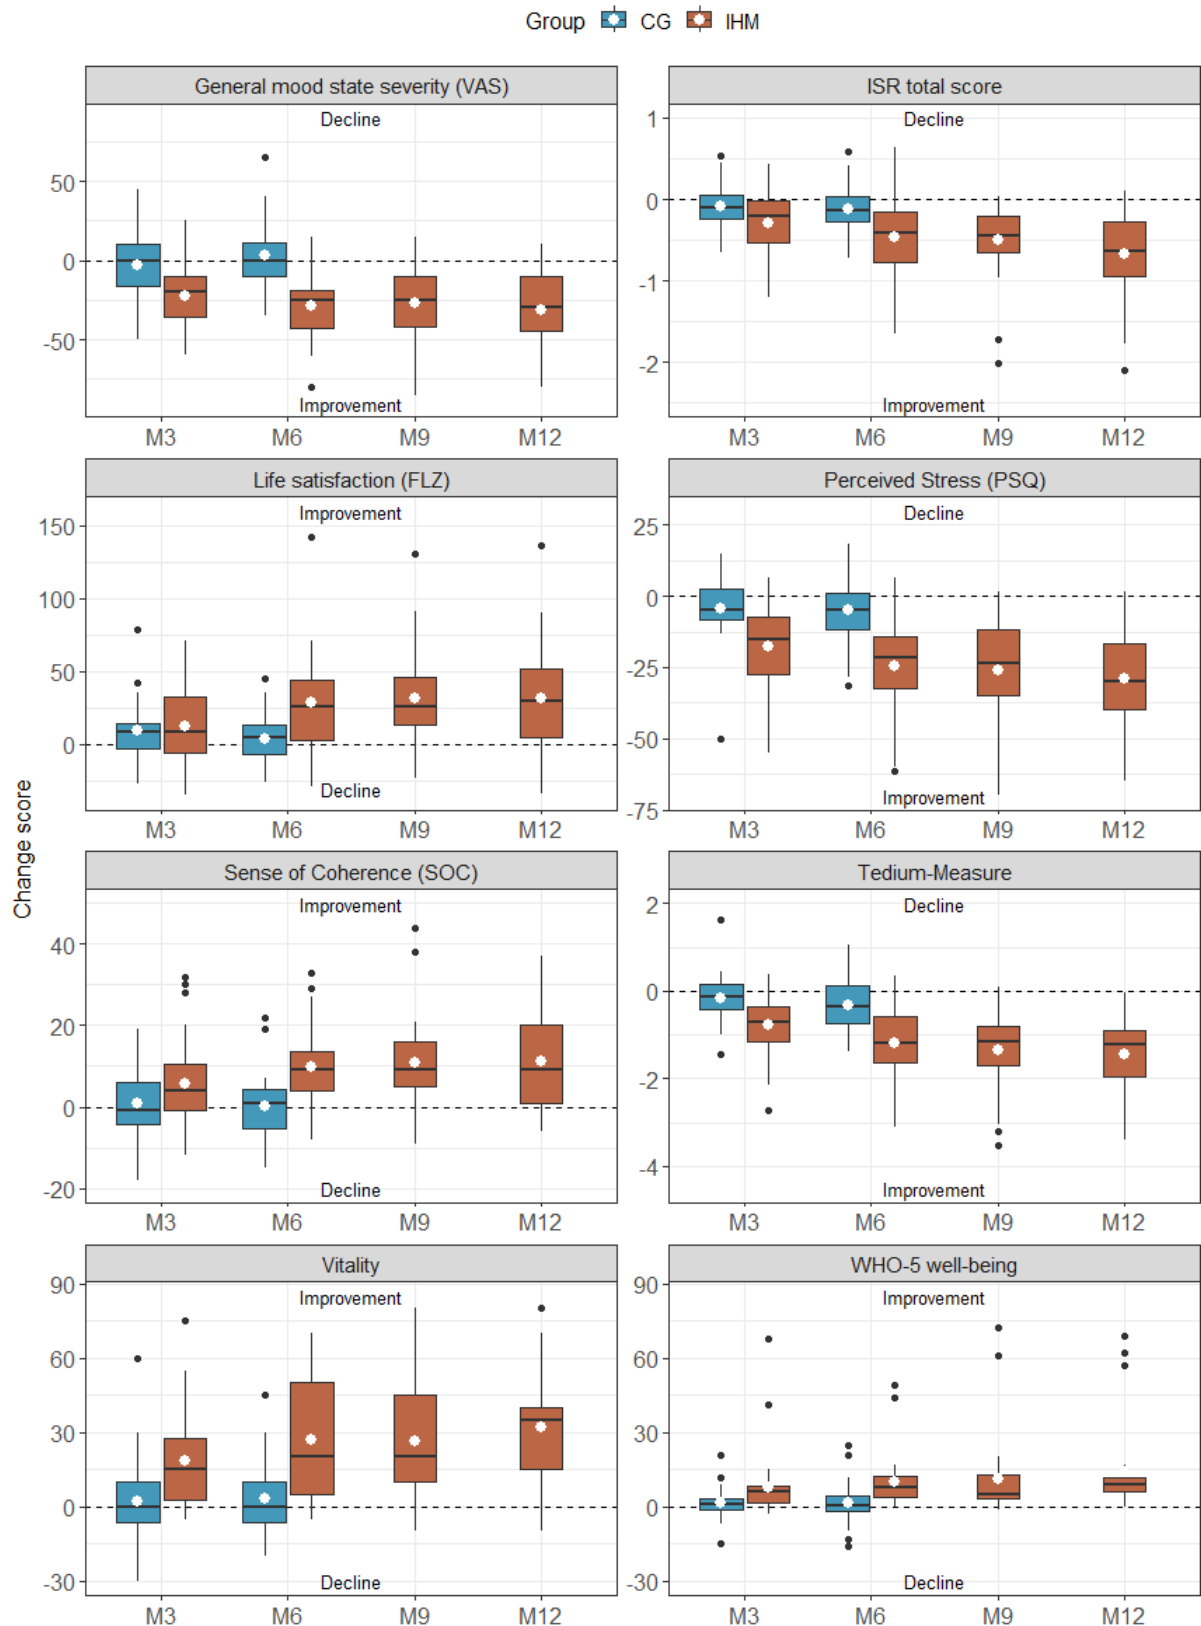 Group CG IHM
General mood state severity (VAS)
Decline
50
0
-50
Improvement
M3 M6 M9 M12
ISR total score
Decline
1
0
-1
-2
Improvement
M3 M6 M9 M12
Life satisfaction (FLZ)
Improvement
150
100
50
0
Decline
M3 M6 M9 M12
Perceived Stress (PSQ)
Decline
25
0
-25
-50
-75
Improvement
M3 M6 M9 M12
Change score
Sense of Coherence (SOC)
Improvement
40
20
0
-20
Decline
M3 M6 M9 M12
Tedium-Measure
Decline
2
0
-2
-4
Improvement
M3 M6 M9 M12
Vitality
Improvement
90
60
30
0
-30
Decline
M3 M6 M9 M12
WHO-5 well-being
Improvement
90
60
30
0
-30
Decline
M3 M6 M9 M12